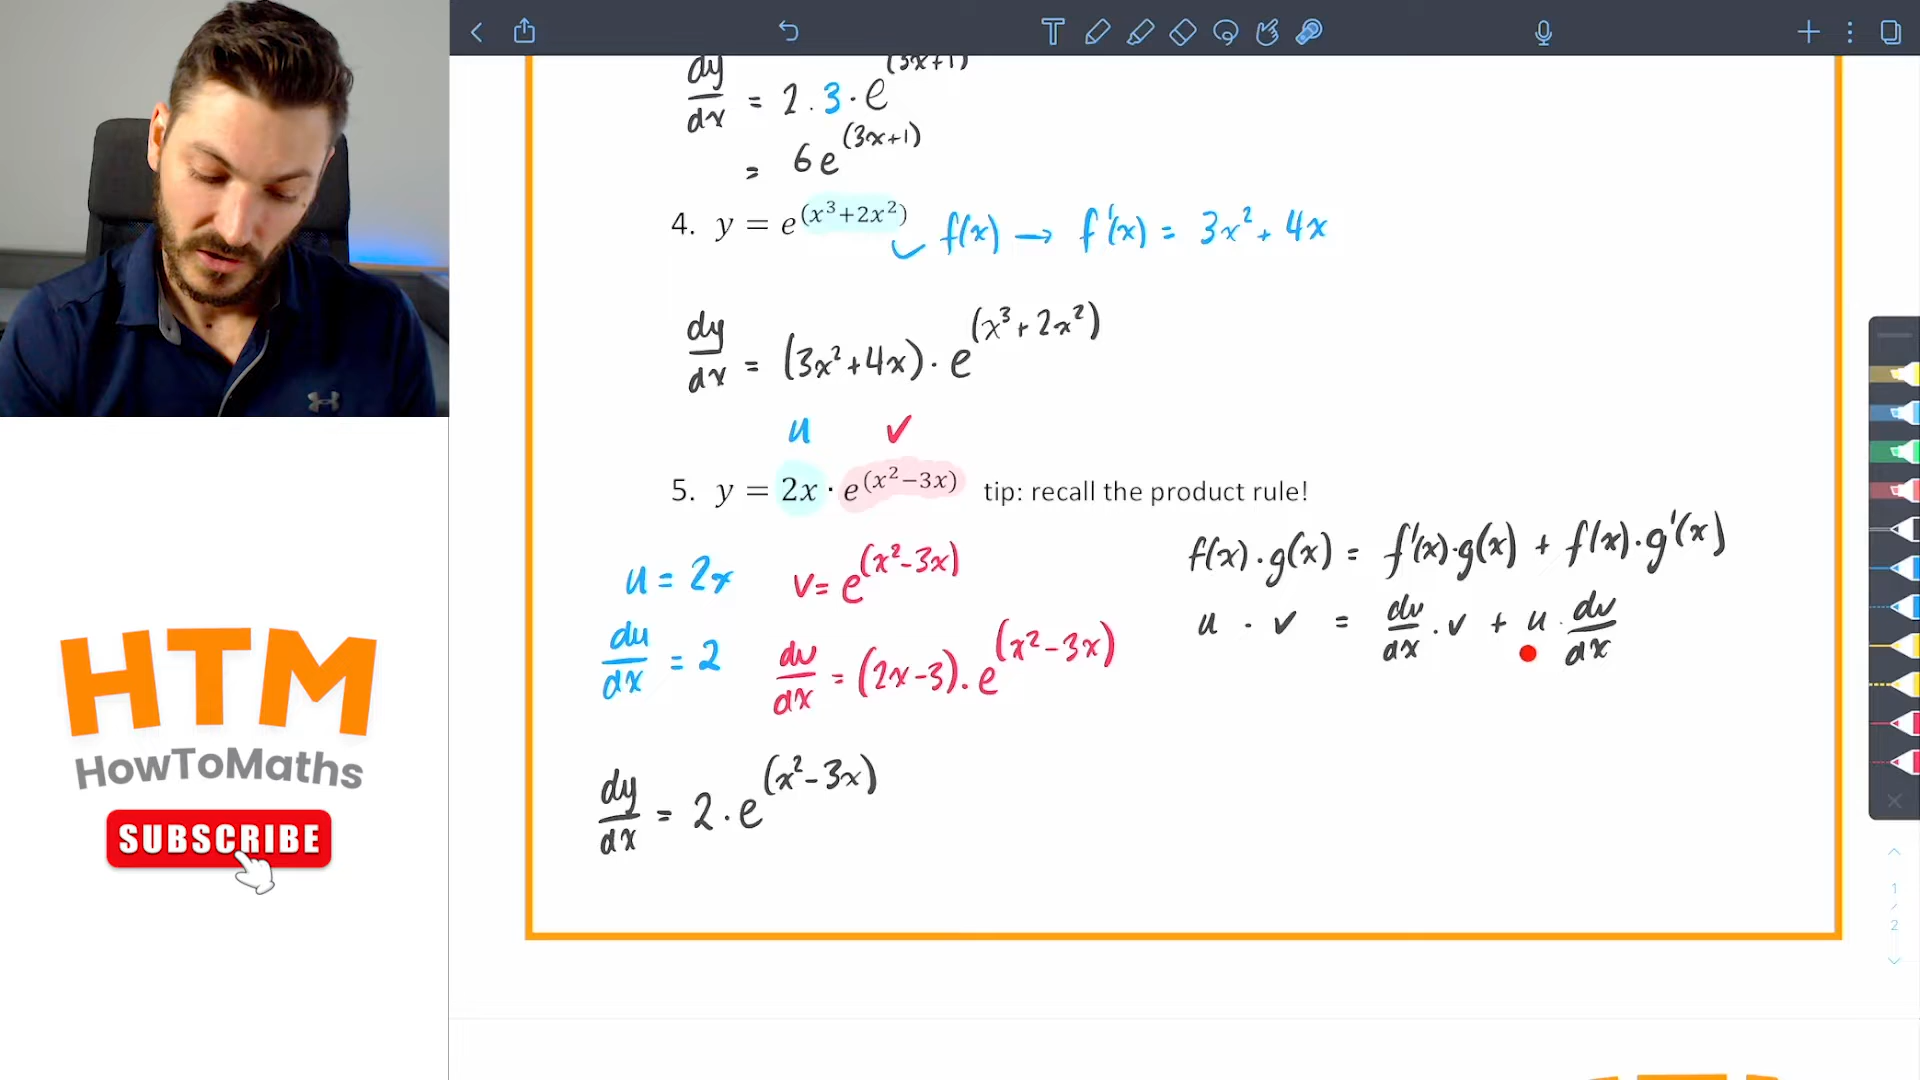 dy/dx = 2 . 3 . e^(3x+1)
= 6e^(3x+1)
4. y = e^(x³+2x²) f(x) → f'(x) = 3x² + 4x
dy/dx = (3x²+4x) . e^(x³+2x²)
u v
5. y = 2x · e^(x²−3x) tip: recall the product rule!
f(x) . g(x) = f'(x) . g(x) + f(x) . g'(x)
u = 2x v = e^(x²-3x)
u . v = du/dx . v + u . dv/dx
du/dx = 2 dv/dx = (2x-3) . e^(x²-3x)
dy/dx = 2 . e^(x²-3x)
HTM
HowToMaths
SUBSCRIBE
1
/
2